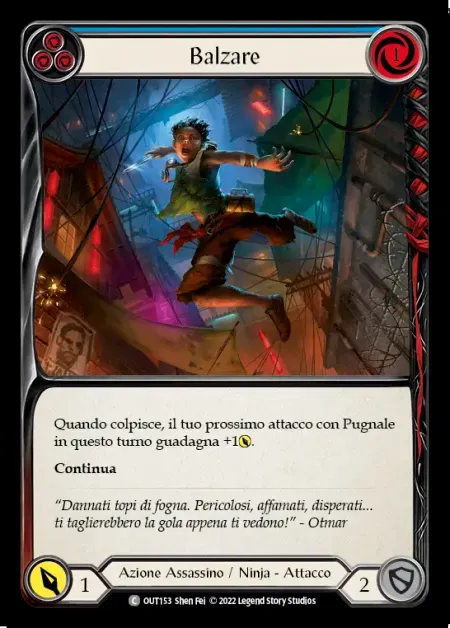 1
Balzare
Quando colpisce, il tuo prossimo attacco con Pugnale
in questo turno guadagna +1.
Continua
“Dannati topi di fogna. Pericolosi, affamati, disperati...
ti taglierebbero la gola appena ti vedono!” - Otmar
1
Azione Assassino / Ninja - Attacco
2
C OUT153 Shen Fei © 2022 Legend Story Studios